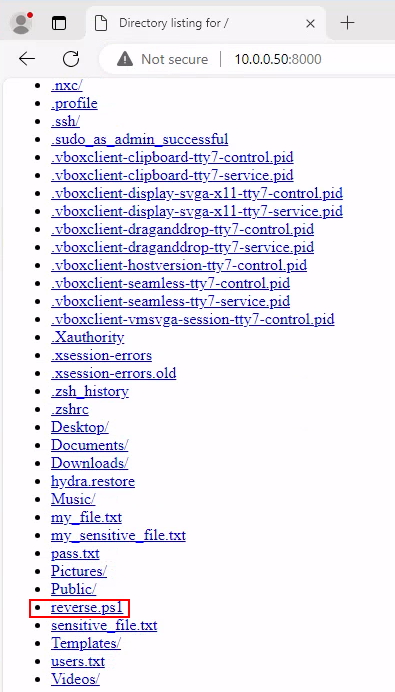 Directory listing for /
Not secure | 10.0.0.50:8000
.nxc/
.profile
.ssh/
.sudo_as_admin_successful
.vboxclient-clipboard-tty7-control.pid
.vboxclient-clipboard-tty7-service.pid
.vboxclient-display-svga-x11-tty7-control.pid
.vboxclient-display-svga-x11-tty7-service.pid
.vboxclient-draganddrop-tty7-control.pid
.vboxclient-draganddrop-tty7-service.pid
.vboxclient-hostversion-tty7-control.pid
.vboxclient-seamless-tty7-control.pid
.vboxclient-seamless-tty7-service.pid
.vboxclient-vmsvga-session-tty7-control.pid
.Xauthority
.xsession-errors
.xsession-errors.old
.zsh_history
.zshrc
Desktop/
Documents/
Downloads/
hydra.restore
Music/
my_file.txt
my_sensitive_file.txt
pass.txt
Pictures/
Public/
reverse.ps1
sensitive_file.txt
Templates/
users.txt
Videos/